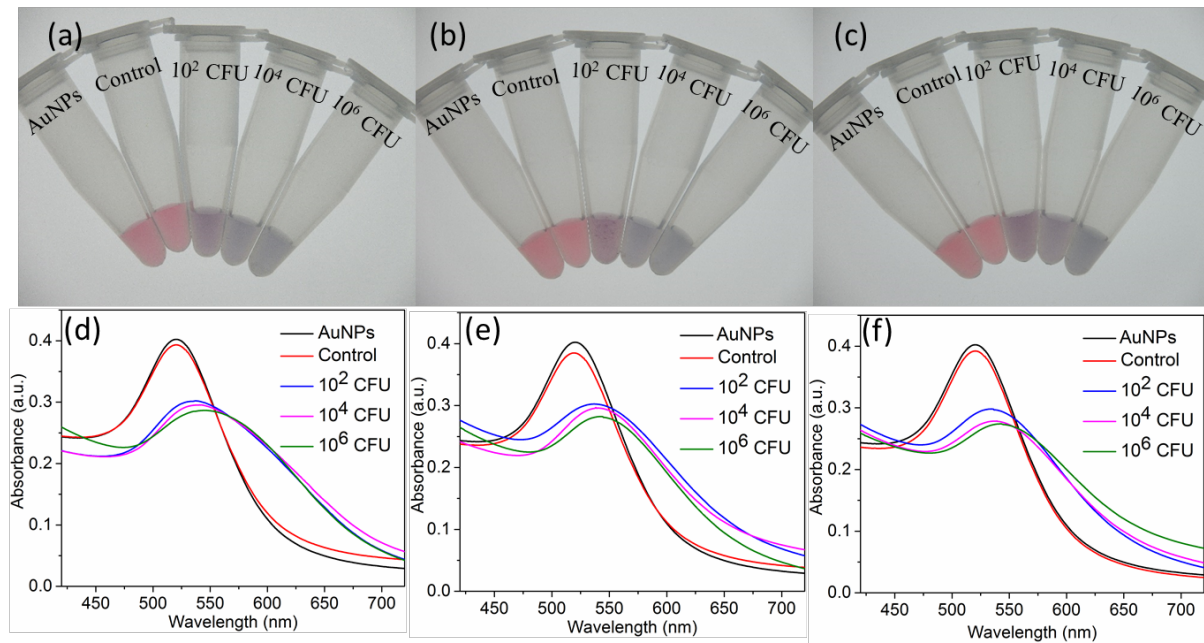 (a)
AuNPs
Control
10² CFU
10⁴ CFU
10⁶ CFU
(b)
AuNPs
Control
10² CFU
10⁴ CFU
10⁶ CFU
(c)
AuNPs
Control
10² CFU
10⁴ CFU
10⁶ CFU
(d)
AuNPs
Control
10² CFU
10⁴ CFU
10⁶ CFU
0.4
0.3
0.2
0.1
0.0
Absorbance (a.u.)
450 500 550 600 650 700
Wavelength (nm)
(e)
AuNPs
Control
10² CFU
10⁴ CFU
10⁶ CFU
0.4
0.3
0.2
0.1
0.0
Absorbance (a.u.)
450 500 550 600 650 700
Wavelength (nm)
(f)
AuNPs
Control
10² CFU
10⁴ CFU
10⁶ CFU
0.4
0.3
0.2
0.1
0.0
Absorbance (a.u.)
450 500 550 600 650 700
Wavelength (nm)